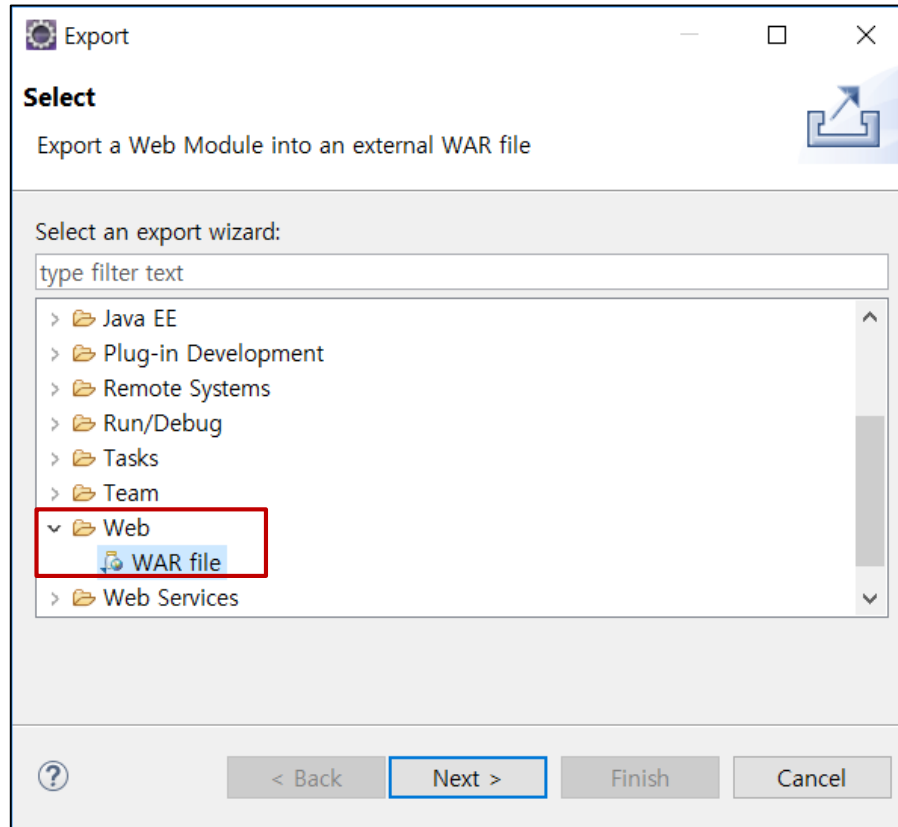 Export
Select
Export a Web Module into an external WAR file
Select an export wizard:
type filter text
Java EE
Plug-in Development
Remote Systems
Run/Debug
Tasks
Team
Web
WAR file
Web Services
?
< Back Next > Finish Cancel